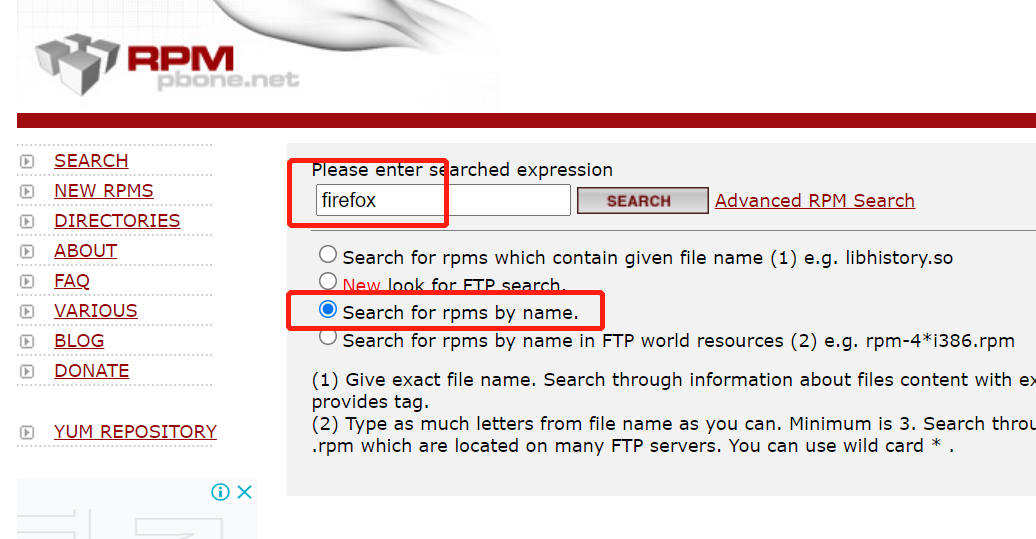 RPM
pbone.net
SEARCH
NEW RPMS
DIRECTORIES
ABOUT
FAQ
VARIOUS
BLOG
DONATE
YUM REPOSITORY
Please enter searched expression
firefox SEARCH Advanced RPM Search
Search for rpms which contain given file name (1) e.g. libhistory.so
New look for FTP search.
Search for rpms by name.
Search for rpms by name in FTP world resources (2) e.g. rpm-4*i386.rpm
(1) Give exact file name. Search through information about files content with ex
provides tag.
(2) Type as much letters from file name as you can. Minimum is 3. Search throu
.rpm which are located on many FTP servers. You can use wild card * .